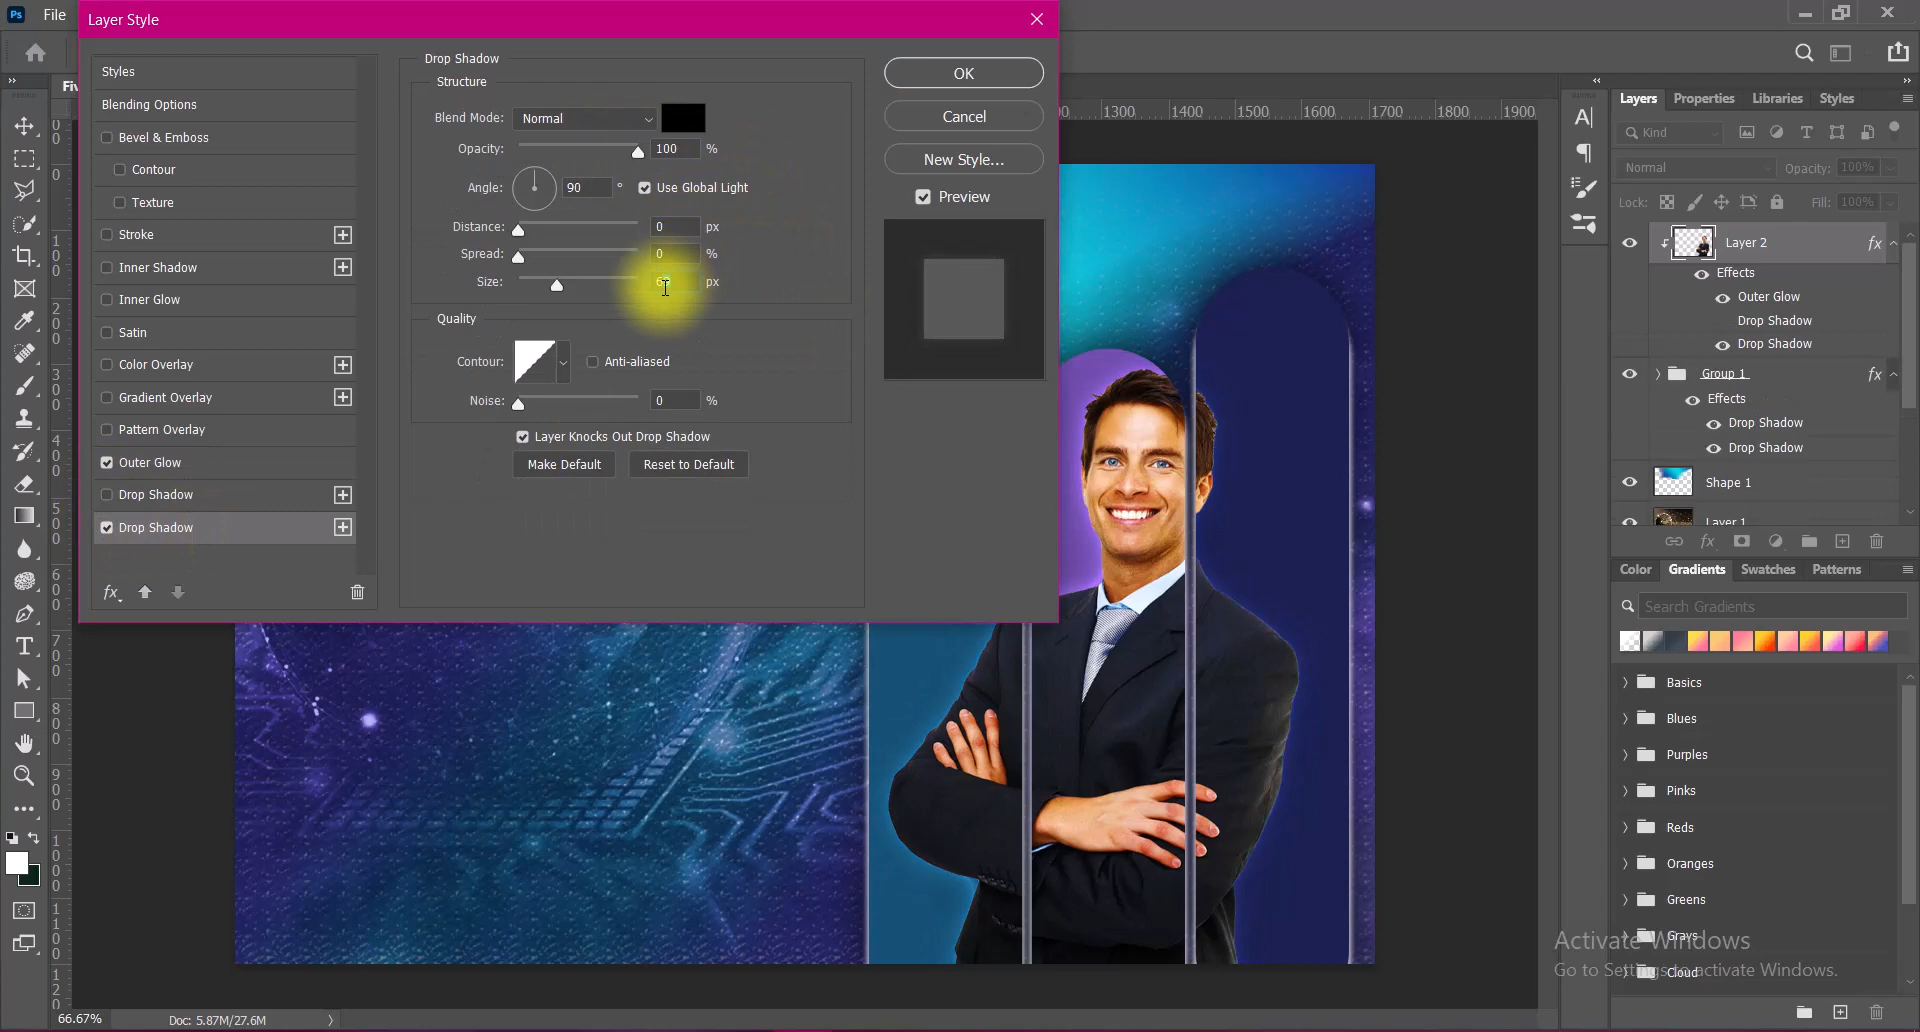 Ps File
Layer Style
Styles
Blending Options
Bevel & Emboss
Contour
Texture
Stroke
Inner Shadow
Inner Glow
Satin
Color Overlay
Gradient Overlay
Pattern Overlay
Outer Glow
Drop Shadow
Drop Shadow
fx
Drop Shadow
Structure
Blend Mode: Normal
Opacity: 100 %
Angle: 90 ° Use Global Light
Distance: 0 px
Spread: 0 %
Size: px
Quality
Contour: Anti-aliased
Noise: 0 %
Layer Knocks Out Drop Shadow
Make Default Reset to Default
OK
Cancel
New Style...
Preview
1300 1400 1500 1600 1700 1800 1900
Layers Properties Libraries Styles
Kind
Normal Opacity: 100%
Lock: Fill: 100%
Layer 2 fx
Effects
Outer Glow
Drop Shadow
Drop Shadow
Group 1 fx
Effects
Drop Shadow
Drop Shadow
Shape 1
Layer 1
fx
Color Gradients Swatches Patterns
Search Gradients
Basics
Blues
Purples
Pinks
Reds
Oranges
Greens
Grays
Cloud
Activate Windows
Go to Settings to activate Windows.
66.67% Doc: 5.87M/27.6M